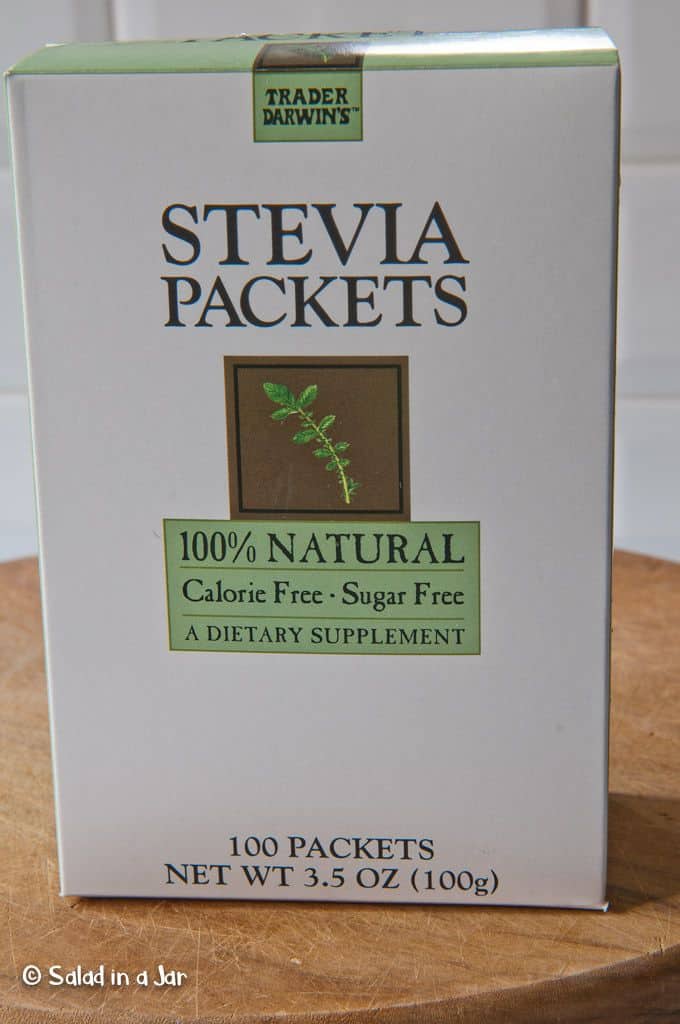 TRADER
DARWIN'S™
STEVIA
PACKETS
100% NATURAL
Calorie Free · Sugar Free
A DIETARY SUPPLEMENT
100 PACKETS
NET WT 3.5 OZ (100g)
© Salad in a Jar